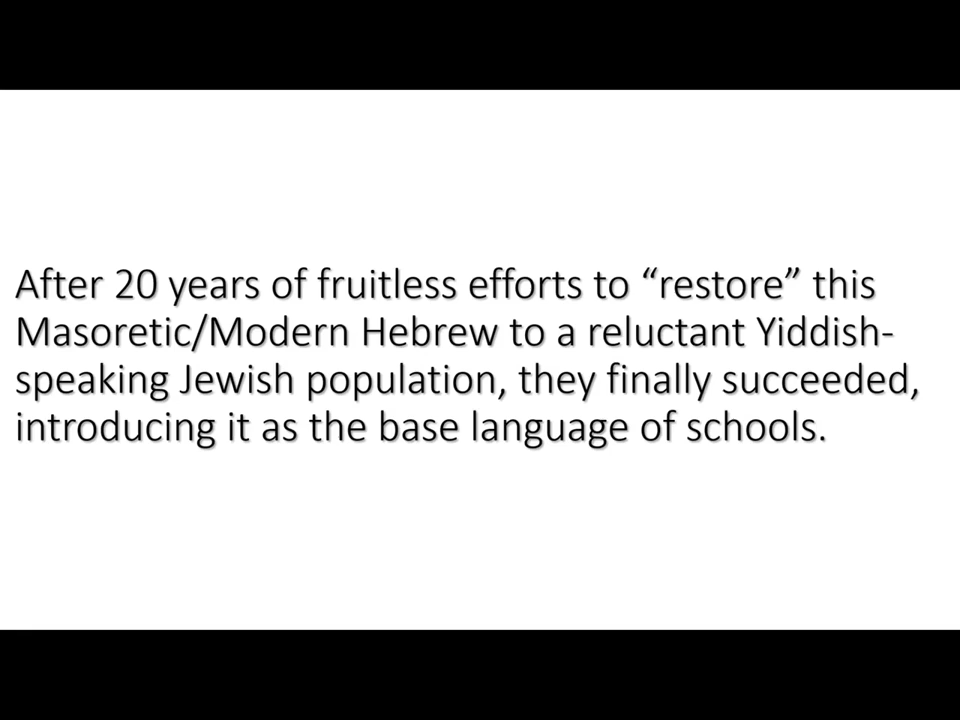 After 20 years of fruitless efforts to “restore” this
Masoretic/Modern Hebrew to a reluctant Yiddish-
speaking Jewish population, they finally succeeded,
introducing it as the base language of schools.